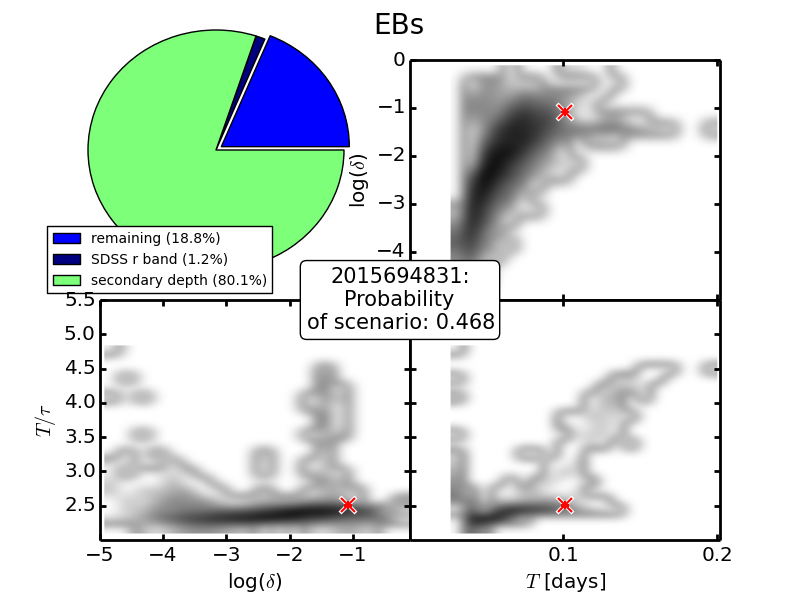 EBs
remaining (18.8%)
SDSS r band (1.2%)
secondary depth (80.1%)
0
−1
−2
−3
−4
log(δ)
2015694831:
Probability
of scenario: 0.468
5.5
5.0
4.5
4.0
3.5
3.0
2.5
T/τ
−5 −4 −3 −2 −1
log(δ)
0.1 0.2
T [days]